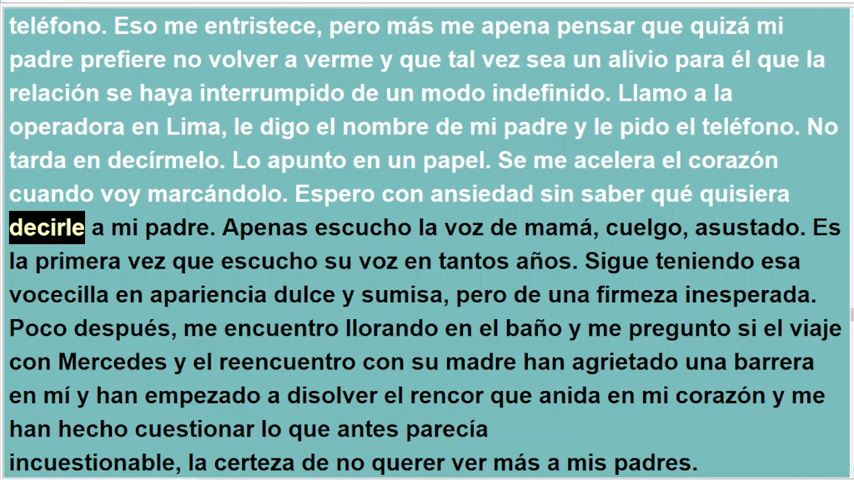 teléfono. Eso me entristece, pero más me apena pensar que quizá mi
padre prefiere no volver a verme y que tal vez sea un alivio para él que la
relación se haya interrumpido de un modo indefinido. Llamo a la
operadora en Lima, le digo el nombre de mi padre y le pido el teléfono. No
tarda en decírmelo. Lo apunto en un papel. Se me acelera el corazón
cuando voy marcándolo. Espero con ansiedad sin saber qué quisiera
decirle a mi padre. Apenas escucho la voz de mamá, cuelgo, asustado. Es
la primera vez que escucho su voz en tantos años. Sigue teniendo esa
vocecilla en apariencia dulce y sumisa, pero de una firmeza inesperada.
Poco después, me encuentro llorando en el baño y me pregunto si el viaje
con Mercedes y el reencuentro con su madre han agrietado una barrera
en mí y han empezado a disolver el rencor que anida en mi corazón y me
han hecho cuestionar lo que antes parecía
incuestionable, la certeza de no querer ver más a mis padres.